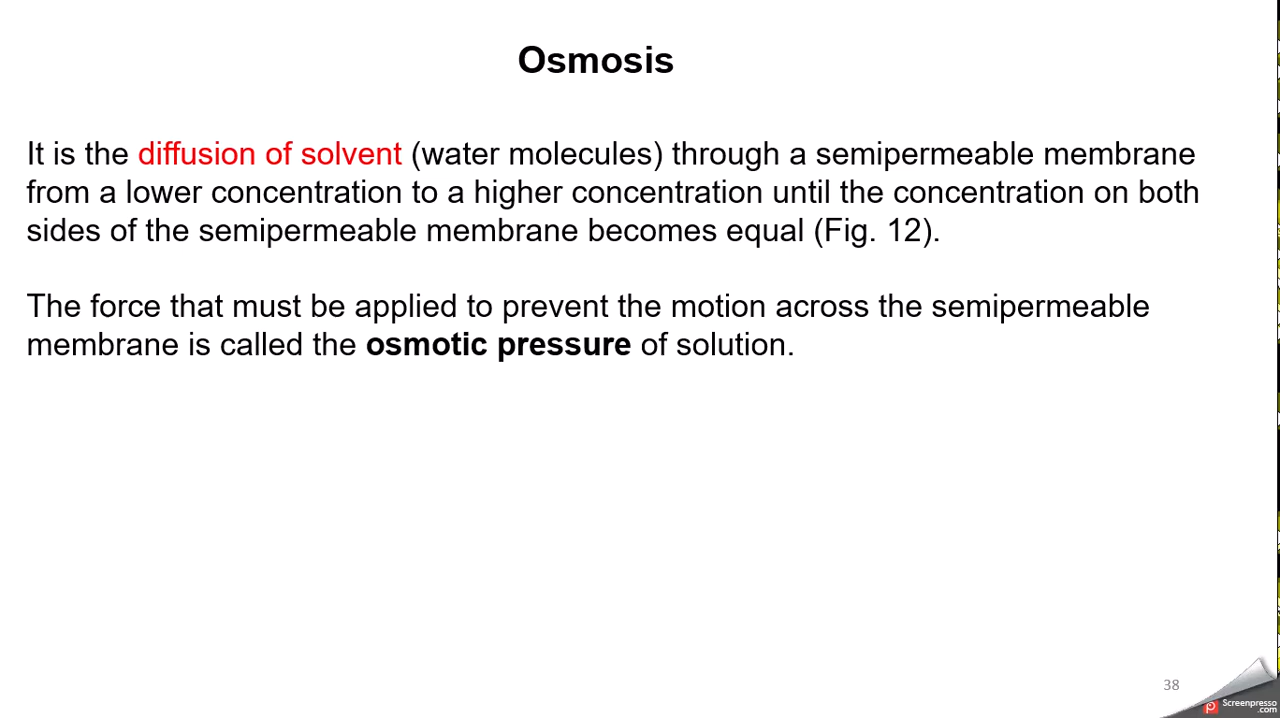 Osmosis
It is the diffusion of solvent (water molecules) through a semipermeable membrane
from a lower concentration to a higher concentration until the concentration on both
sides of the semipermeable membrane becomes equal (Fig. 12).
The force that must be applied to prevent the motion across the semipermeable
membrane is called the osmotic pressure of solution.
38
Screenpresso
.com